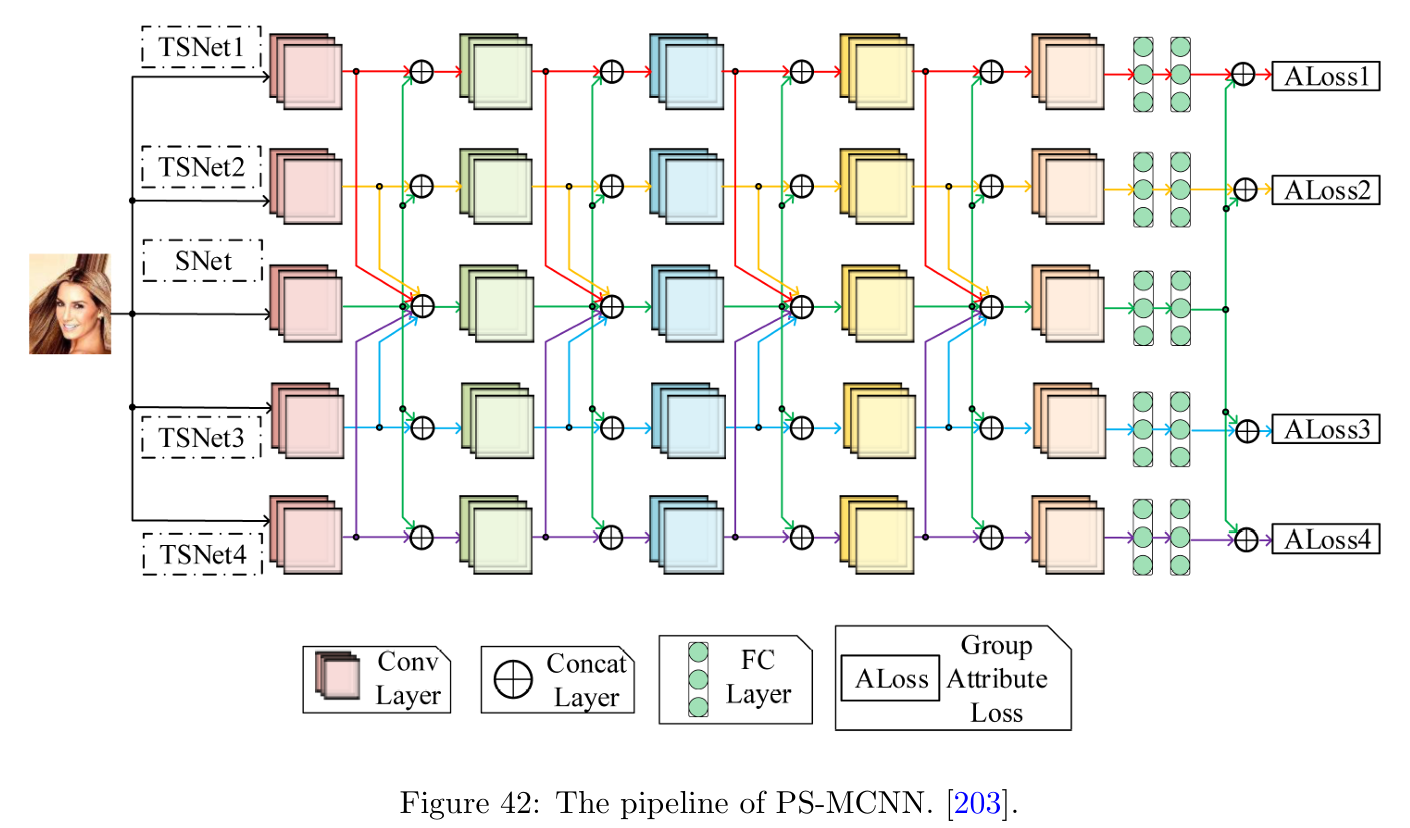 TSNet1
ALoss1
TSNet2
ALoss2
SNet
TSNet3
ALoss3
TSNet4
ALoss4
Conv
Layer
Concat
Layer
FC
Layer
ALoss
Group
Attribute
Loss
Figure 42: The pipeline of PS-MCNN. [203].